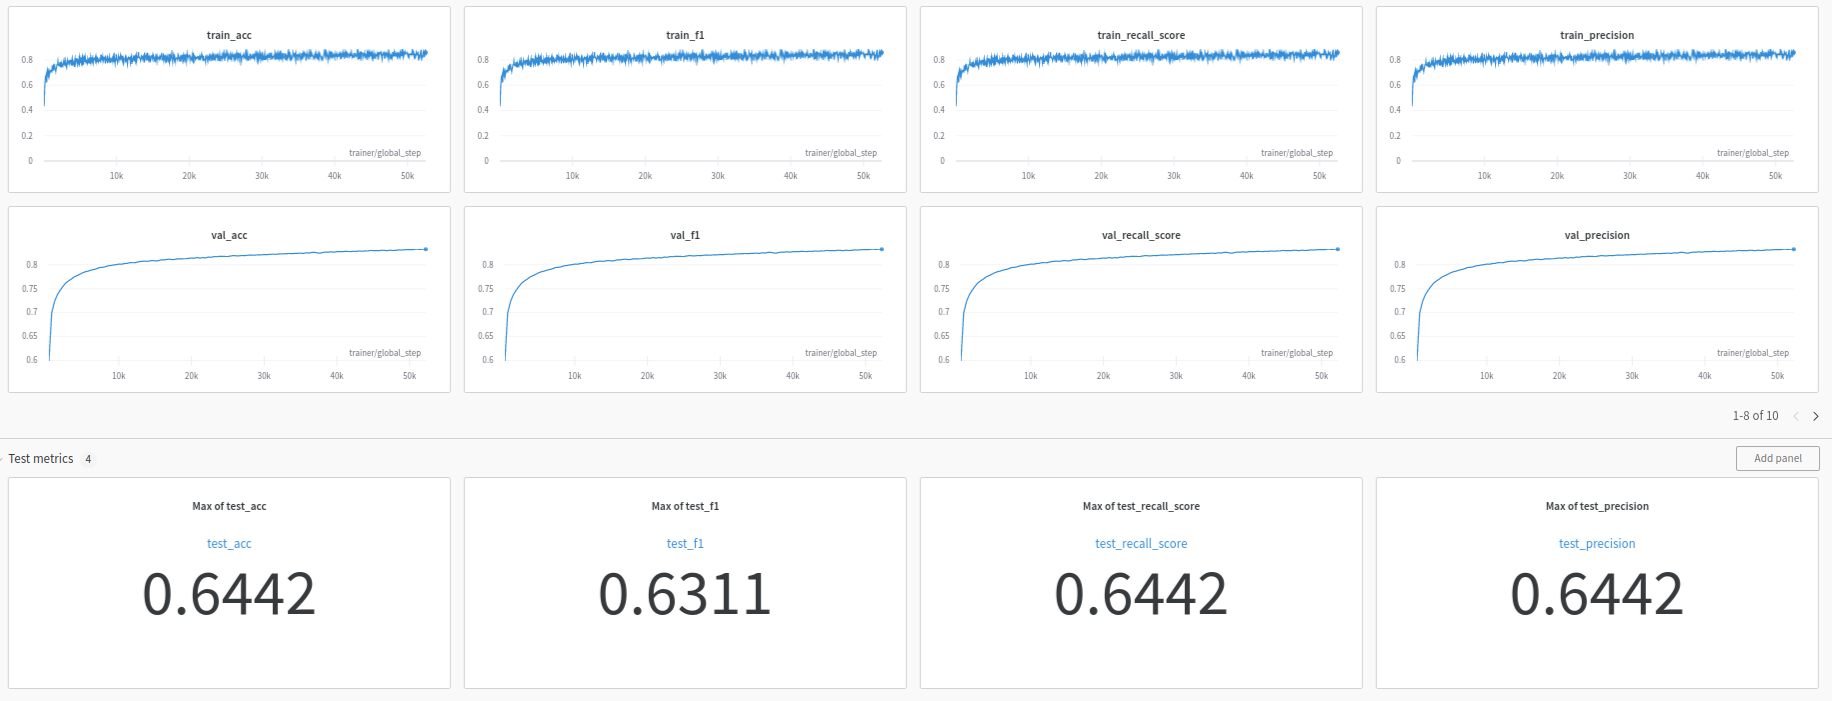 train_acc
0.8
0.6
0.4
0.2
0
trainer/global_step
10k 20k 30k 40k 50k
train_f1
0.8
0.6
0.4
0.2
0
trainer/global_step
10k 20k 30k 40k 50k
train_recall_score
0.8
0.6
0.4
0.2
0
trainer/global_step
10k 20k 30k 40k 50k
train_precision
0.8
0.6
0.4
0.2
0
trainer/global_step
10k 20k 30k 40k 50k
val_acc
0.8
0.75
0.7
0.65
0.6
trainer/global_step
10k 20k 30k 40k 50k
val_f1
0.8
0.75
0.7
0.65
0.6
trainer/global_step
10k 20k 30k 40k 50k
val_recall_score
0.8
0.75
0.7
0.65
0.6
trainer/global_step
10k 20k 30k 40k 50k
val_precision
0.8
0.75
0.7
0.65
0.6
trainer/global_step
10k 20k 30k 40k 50k
1-8 of 10
Test metrics 4
Add panel
Max of test_acc
test_acc
0.6442
Max of test_f1
test_f1
0.6311
Max of test_recall_score
test_recall_score
0.6442
Max of test_precision
test_precision
0.6442